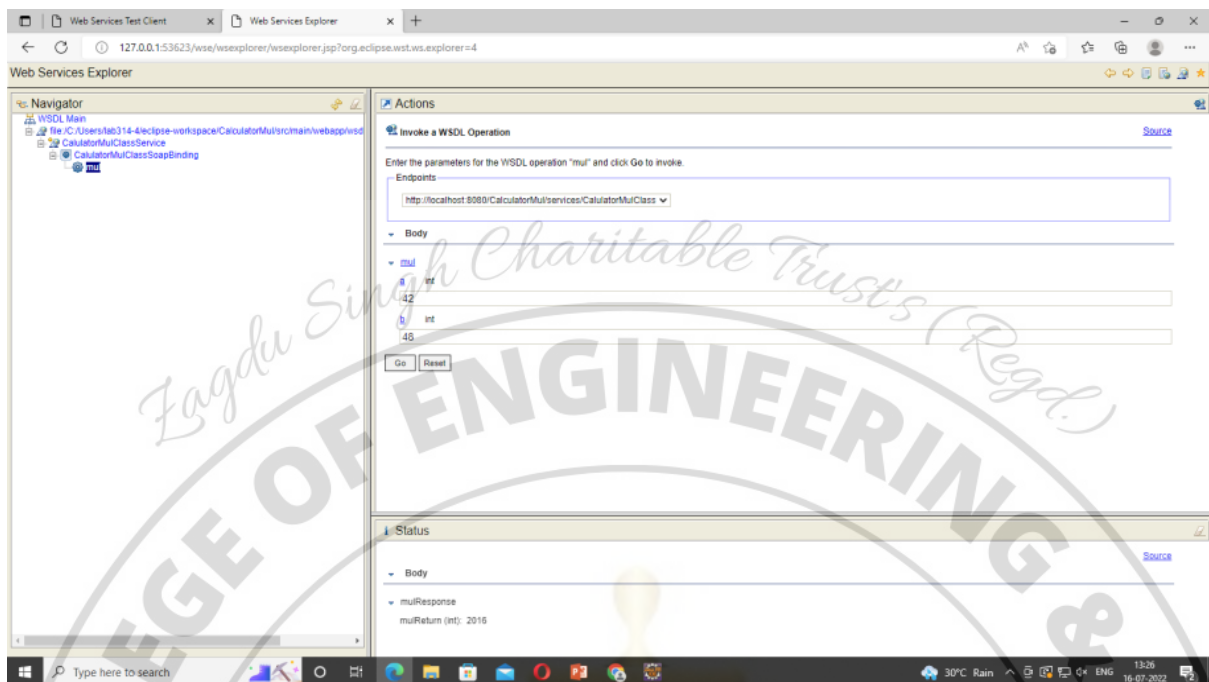 Web Services Test Client
Web Services Explorer
127.0.0.1:53623/wse/wsexplorer/wsexplorer.jsp?org.eclipse.wst.ws.explorer=4
Web Services Explorer
Navigator
WSDL Main
file:/C:/Users/lab314-4/eclipse-workspace/CalculatorMul/src/main/webapp/wsd
CalulatorMulClassService
CalulatorMulClassSoapBinding
mul
Actions
Invoke a WSDL Operation
Source
Enter the parameters for the WSDL operation "mul" and click Go to invoke.
Endpoints
http://localhost:8080/CalculatorMul/services/CalulatorMulClass
Body
mul
a int
42
b int
48
Go Reset
Status
Source
Body
mulResponse
mulReturn (int): 2016
Zagdu Singh Charitable Trust's (Regd.)
EGE OF ENGINEERING &
Type here to search
30°C Rain
ENG
13:26
16-07-2022